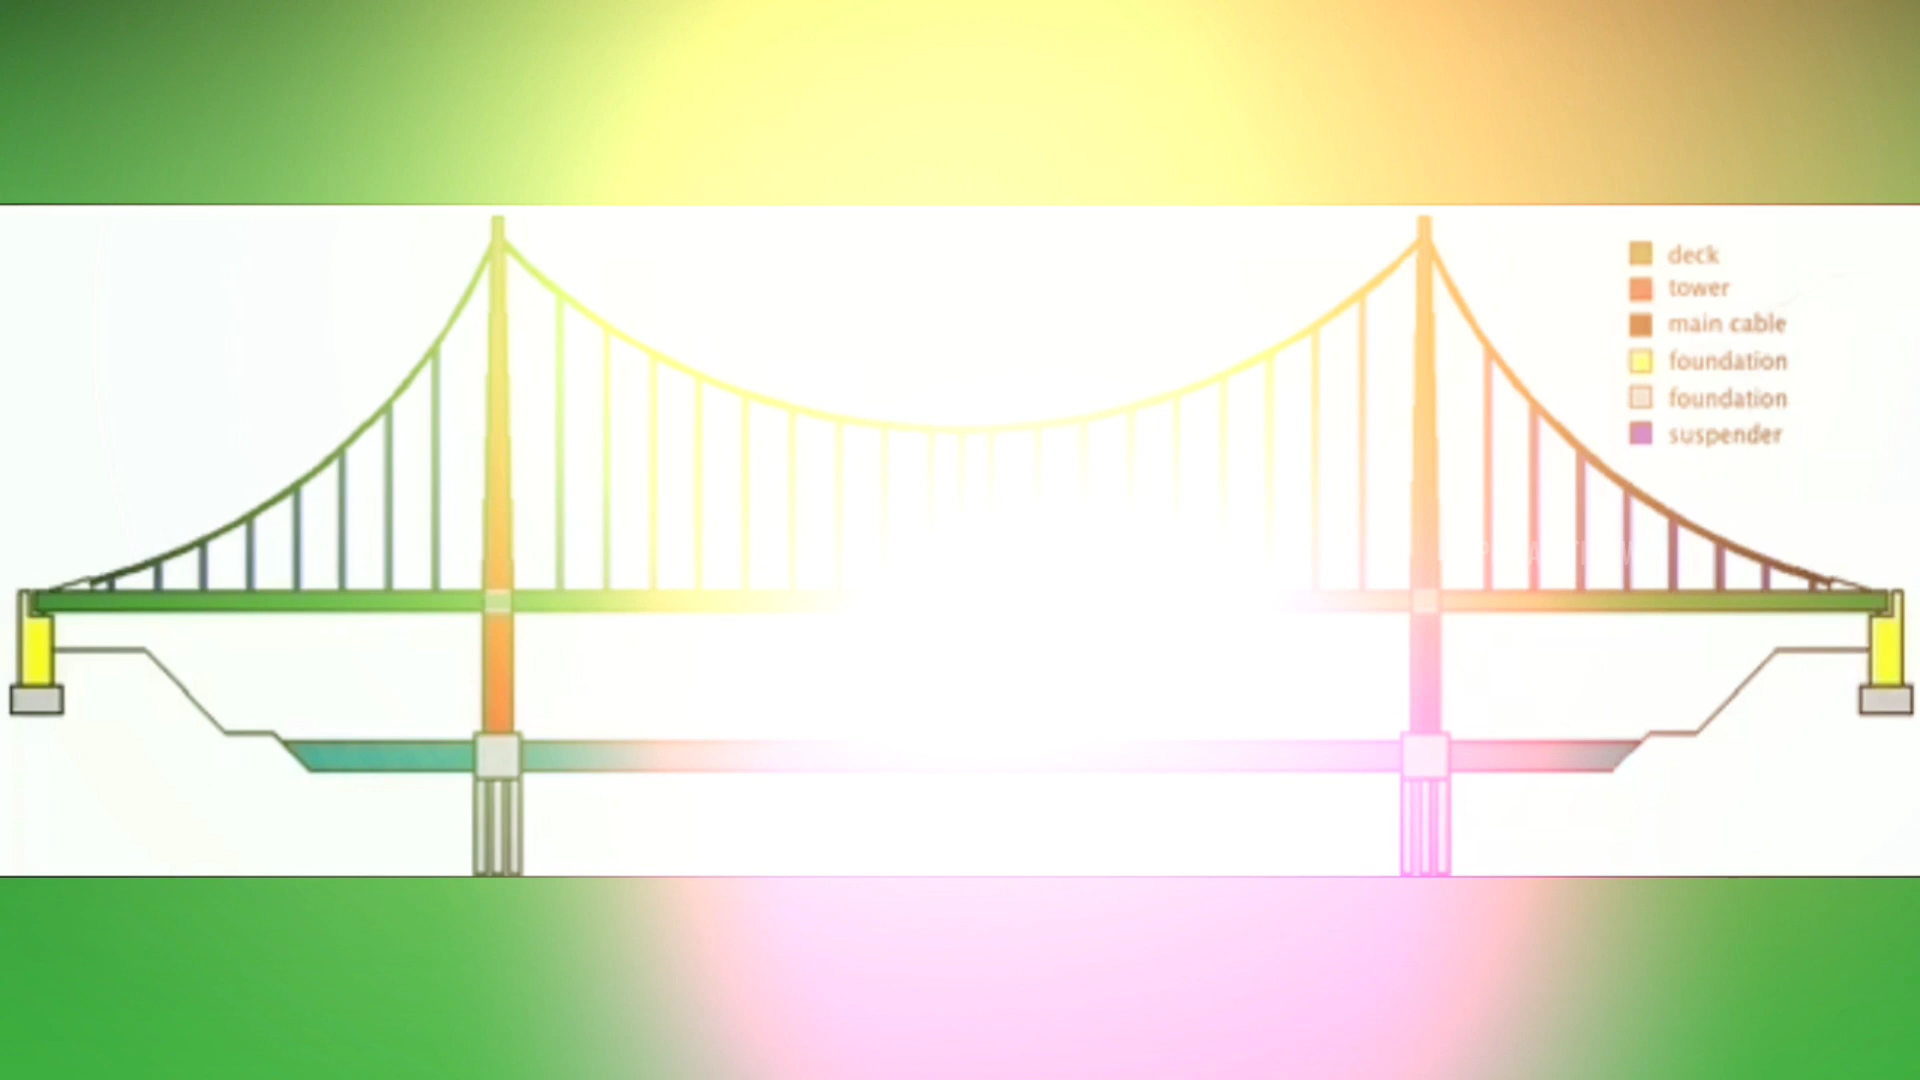 deck
tower
main cable
foundation
foundation
suspender